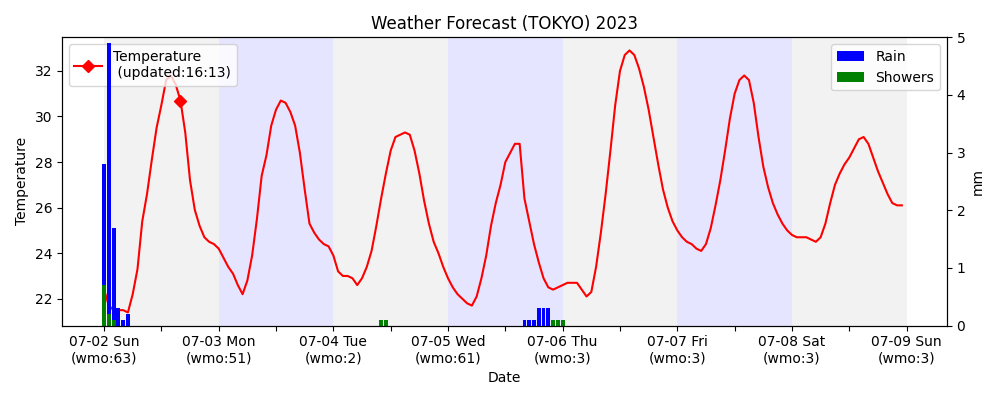 Weather Forecast (TOKYO) 2023
Temperature
(updated:16:13)
Rain
Showers
Temperature
32
30
28
26
24
22
5
4
3
2
1
0
mm
07-02 Sun 07-03 Mon 07-04 Tue 07-05 Wed 07-06 Thu 07-07 Fri 07-08 Sat 07-09 Sun
(wmo:63) (wmo:51) (wmo:2) (wmo:61) (wmo:3) (wmo:3) (wmo:3) (wmo:3)
Date